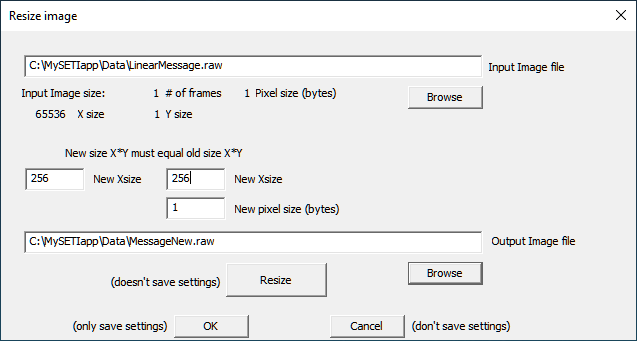 Resize image
C:\MySETIapp\Data\LinearMessage.raw Input Image file
Input Image size: 1 # of frames 1 Pixel size (bytes) Browse
65536 X size 1 Y size
New size X*Y must equal old size X*Y
256 New Xsize 256 New Xsize
1 New pixel size (bytes)
C:\MySETIapp\Data\MessageNew.raw Output Image file
(doesn't save settings) Resize Browse
(only save settings) OK Cancel (don't save settings)